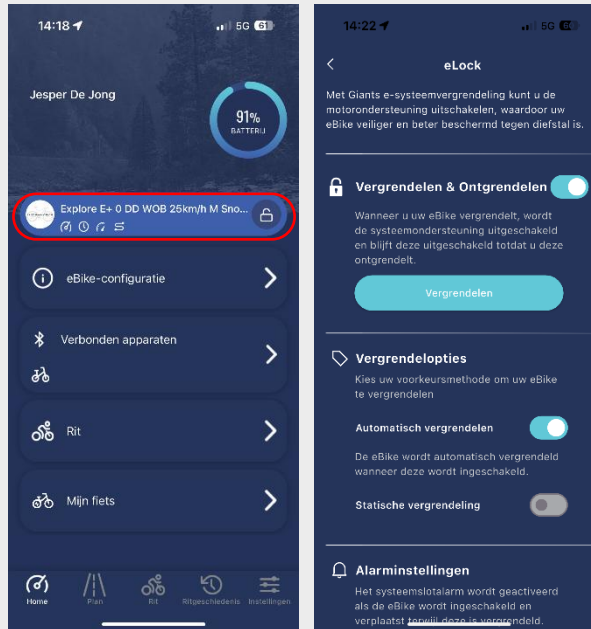 14:18
5G 61
Jesper De Jong
91%
BATTERIJ
Explore E+ 0 DD WOB 25km/h M Sno...
eBike-configuratie
Verbonden apparaten
Rit
Mijn fiets
Home
Plan
Rit
Ritgeschiedenis
Instellingen
14:22
5G
eLock
Met Giants e-systeemvergrendeling kunt u de
motorondersteuning uitschakelen, waardoor uw
eBike veiliger en beter beschermd tegen diefstal is.
Vergrendelen & Ontgrendelen
Wanneer u uw eBike vergrendelt, wordt
de systeemondersteuning uitgeschakeld
en blijft deze uitgeschakeld totdat u deze
ontgrendelt.
Vergrendelen
Vergrendelopties
Kies uw voorkeursmethode om uw eBike
te vergrendelen
Automatisch vergrendelen
De eBike wordt automatisch vergrendeld
wanneer deze wordt ingeschakeld.
Statische vergrendeling
Alarminstellingen
Het systeemslotalarm wordt geactiveerd
als de eBike wordt ingeschakeld en
verplaatst terwijl deze is vergrendeld.